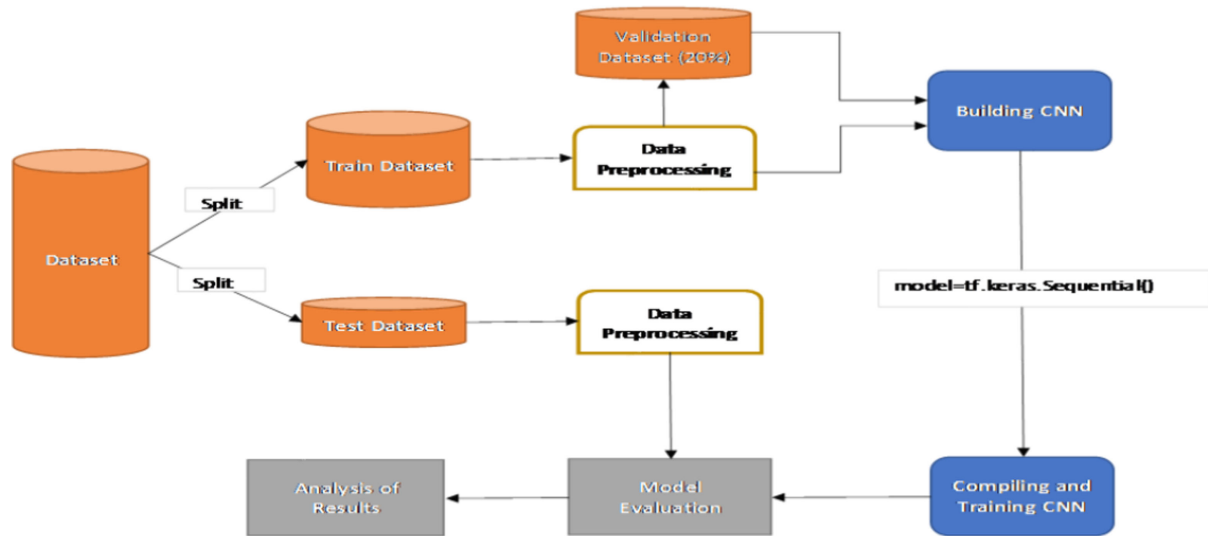 Validation
Dataset (20%)
Building CNN
Train Dataset
Data
Preprocessing
Split
Dataset
Split
model=tf.keras.Sequential()
Test Dataset
Data
Preprocessing
Analysis of
Results
Model
Evaluation
Compiling and
Training CNN